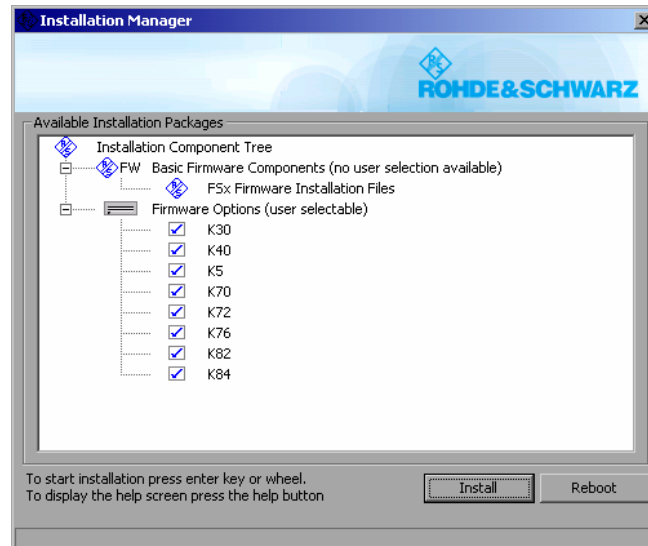 Installation Manager
ROHDE&SCHWARZ
Available Installation Packages
Installation Component Tree
FW Basic Firmware Components (no user selection available)
FSx Firmware Installation Files
Firmware Options (user selectable)
K30
K40
K5
K70
K72
K76
K82
K84
To start installation press enter key or wheel.
To display the help screen press the help button
Install
Reboot